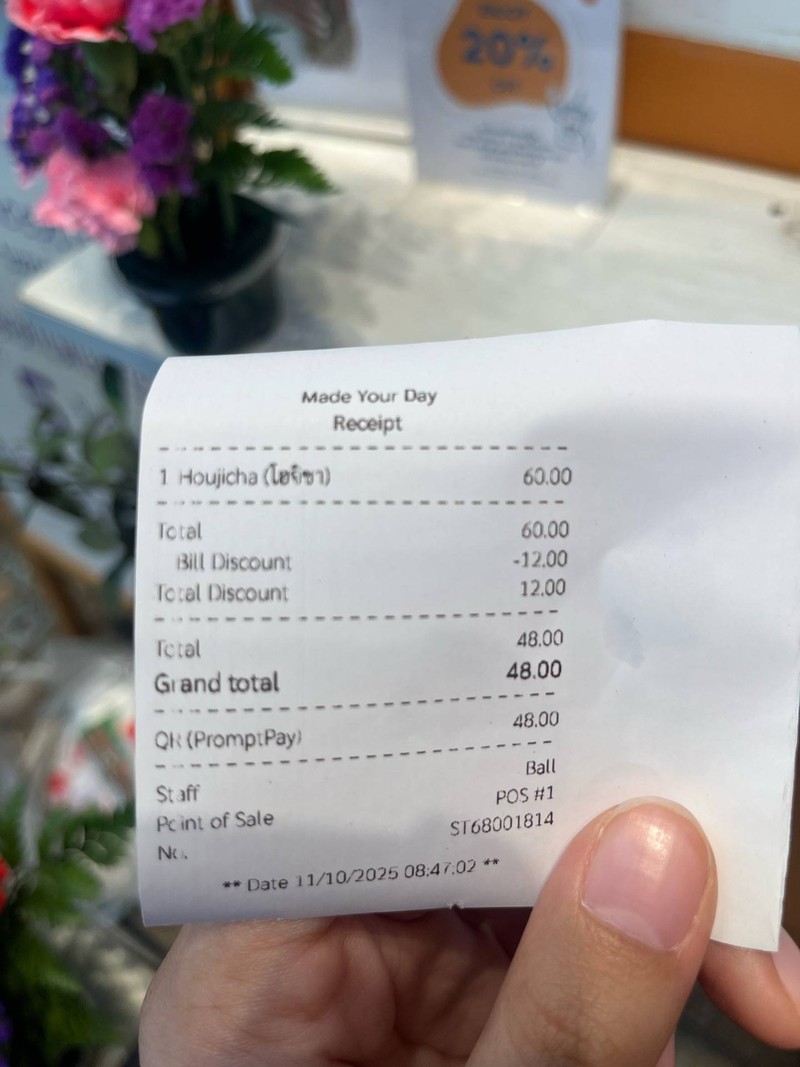 20%
Made Your Day
Receipt
1 Houjicha (โฮจิชา) 60.00
Total 60.00
Bill Discount -12.00
Total Discount 12.00
Total 48.00
Grand total 48.00
QR (PromptPay) 48.00
Staff Ball
Point of Sale POS #1
No. ST68001814
** Date 11/10/2025 08:47:02 **